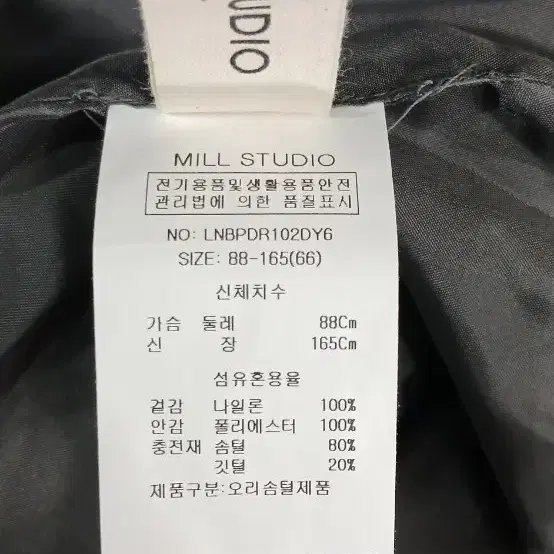 UDIO
MILL STUDIO
전기용품및생활용품안전
관리법에 의한 품질표시
NO: LNBPDR102DY6
SIZE: 88-165(66)
신체치수
가슴 둘레 88Cm
신 장 165Cm
섬유혼용율
겉감 나일론 100%
안감 폴리에스터 100%
충전재 솜털 80%
깃털 20%
제품구분:오리솜털제품